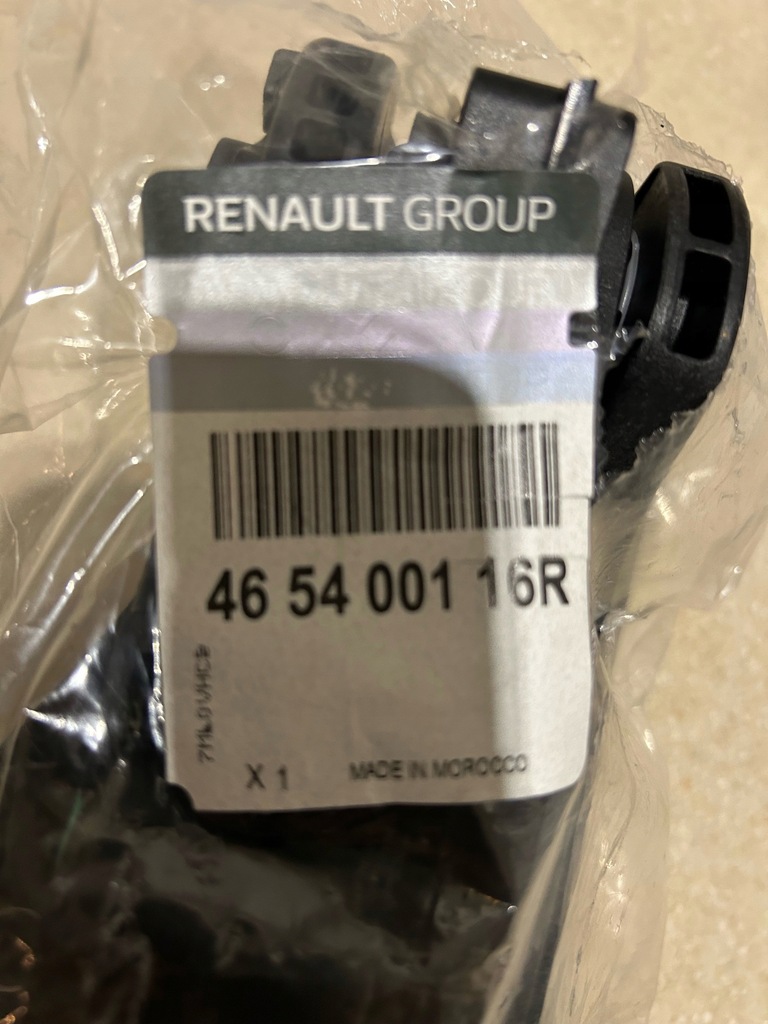 RENAULT GROUP
46 54 001 16R
X 1
MADE IN MOROCCO